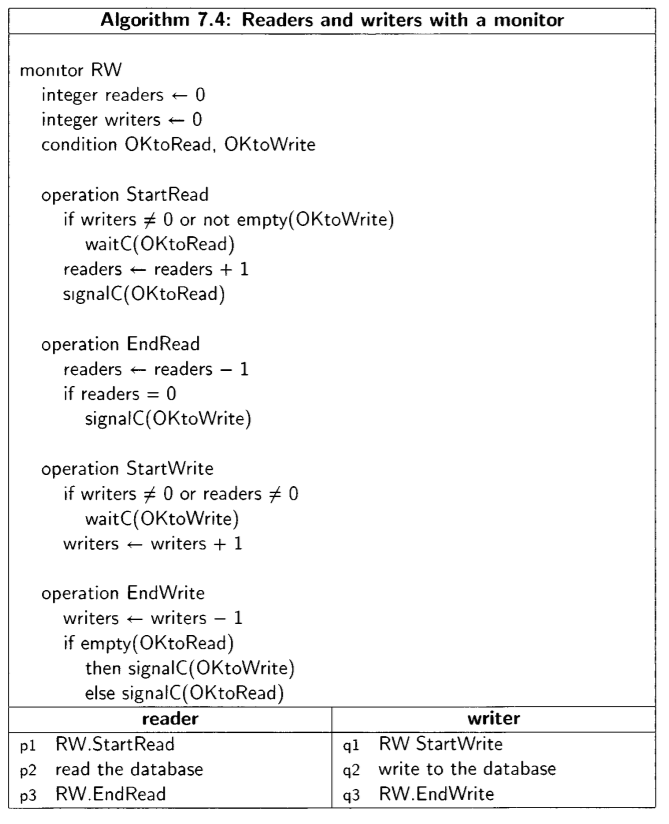 Algorithm 7.4: Readers and writers with a monitor
monitor RW
integer readers ← 0
integer writers ← 0
condition OKtoRead, OKtoWrite
operation StartRead
if writers ≠ 0 or not empty(OKtoWrite)
waitC(OKtoRead)
readers ← readers + 1
signalC(OKtoRead)
operation EndRead
readers ← readers − 1
if readers = 0
signalC(OKtoWrite)
operation StartWrite
if writers ≠ 0 or readers ≠ 0
waitC(OKtoWrite)
writers ← writers + 1
operation EndWrite
writers ← writers − 1
if empty(OKtoRead)
then signalC(OKtoWrite)
else signalC(OKtoRead)
reader writer
p1 RW.StartRead q1 RW StartWrite
p2 read the database q2 write to the database
p3 RW.EndRead q3 RW.EndWrite